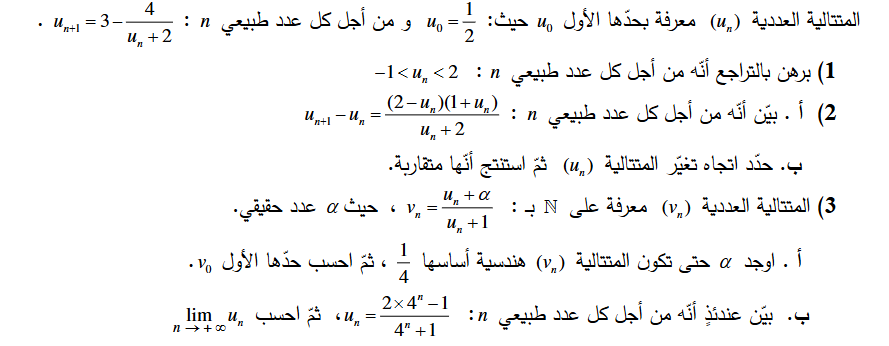 المتتالية العددية (u_n) معرفة بحدّها الأول u_0 حيث: u_0 = 1/2 و من أجل كل عدد طبيعي n : u_{n+1} = 3 - 4/(u_n + 2) .
1) برهن بالتراجع أنّه من أجل كل عدد طبيعي n : -1 < u_n < 2
2) أ . بيّن أنّه من أجل كل عدد طبيعي n : u_{n+1} - u_n = (2 - u_n)(1 + u_n)/(u_n + 2)
ب. حدّد اتجاه تغيّر المتتالية (u_n) ثمّ استنتج أنّها متقاربة.
3) المتتالية العددية (v_n) معرفة على ℕ بـ : v_n = (u_n + α)/(u_n + 1) ، حيث α عدد حقيقي.
أ . اوجد α حتى تكون المتتالية (v_n) هندسية أساسها 1/4 ، ثمّ احسب حدّها الأول v_0 .
ب. بيّن عندئذٍ أنّه من أجل كل عدد طبيعي n : u_n = (2×4^n - 1)/(4^n + 1) ، ثمّ احسب lim_{n→+∞} u_n